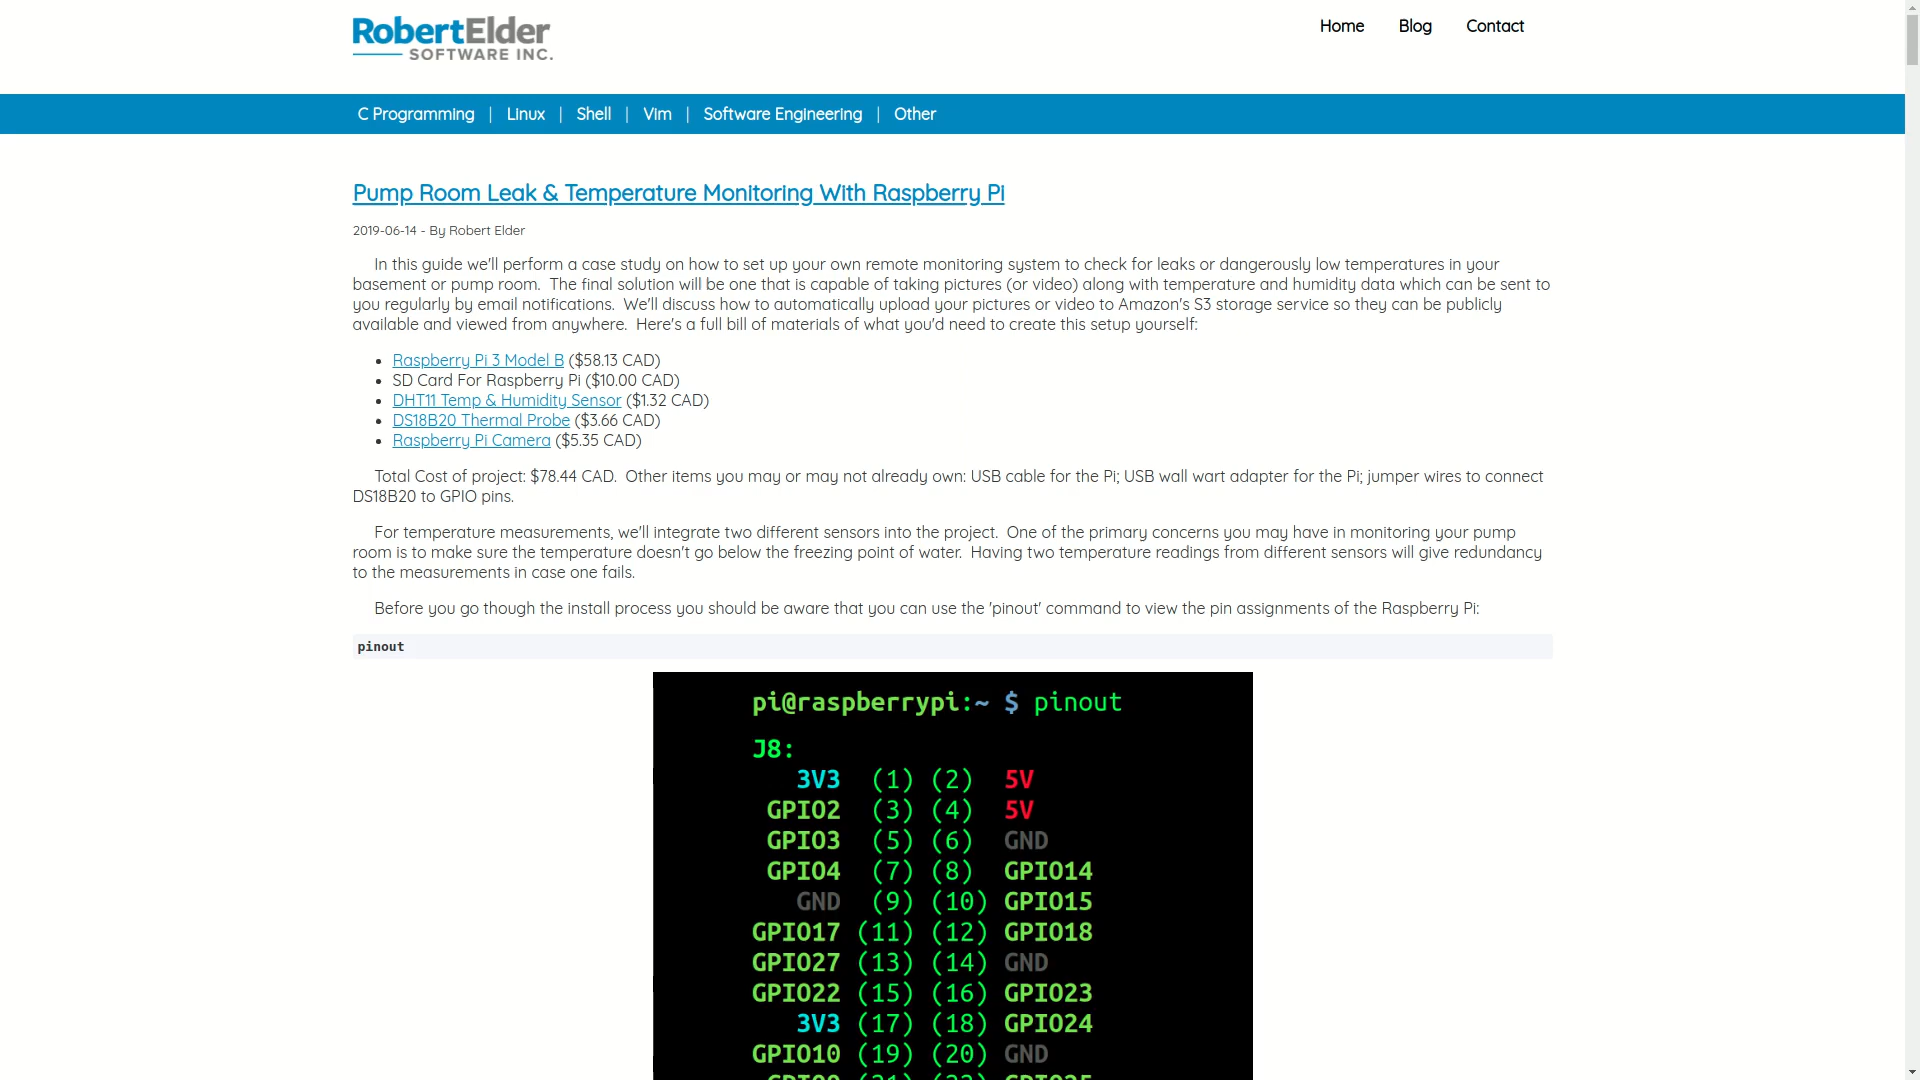 RobertElder
SOFTWARE INC.
Home Blog Contact
C Programming | Linux | Shell | Vim | Software Engineering | Other
Pump Room Leak & Temperature Monitoring With Raspberry Pi
2019-06-14 - By Robert Elder
In this guide we'll perform a case study on how to set up your own remote monitoring system to check for leaks or dangerously low temperatures in your
basement or pump room.  The final solution will be one that is capable of taking pictures (or video) along with temperature and humidity data which can be sent to
you regularly by email notifications.  We'll discuss how to automatically upload your pictures or video to Amazon's S3 storage service so they can be publicly
available and viewed from anywhere.  Here's a full bill of materials of what you'd need to create this setup yourself:
• Raspberry Pi 3 Model B ($58.13 CAD)
• SD Card For Raspberry Pi ($10.00 CAD)
• DHT11 Temp & Humidity Sensor ($1.32 CAD)
• DS18B20 Thermal Probe ($3.66 CAD)
• Raspberry Pi Camera ($5.35 CAD)
Total Cost of project: $78.44 CAD.  Other items you may or may not already own: USB cable for the Pi; USB wall wart adapter for the Pi; jumper wires to connect
DS18B20 to GPIO pins.
For temperature measurements, we'll integrate two different sensors into the project.  One of the primary concerns you may have in monitoring your pump
room is to make sure the temperature doesn't go below the freezing point of water.  Having two temperature readings from different sensors will give redundancy
to the measurements in case one fails.
Before you go though the install process you should be aware that you can use the 'pinout' command to view the pin assignments of the Raspberry Pi:
pinout
pi@raspberrypi:~ $ pinout
J8:
3V3 (1) (2) 5V
GPIO2 (3) (4) 5V
GPIO3 (5) (6) GND
GPIO4 (7) (8) GPIO14
GND (9) (10) GPIO15
GPIO17 (11) (12) GPIO18
GPIO27 (13) (14) GND
GPIO22 (15) (16) GPIO23
3V3 (17) (18) GPIO24
GPIO10 (19) (20) GND